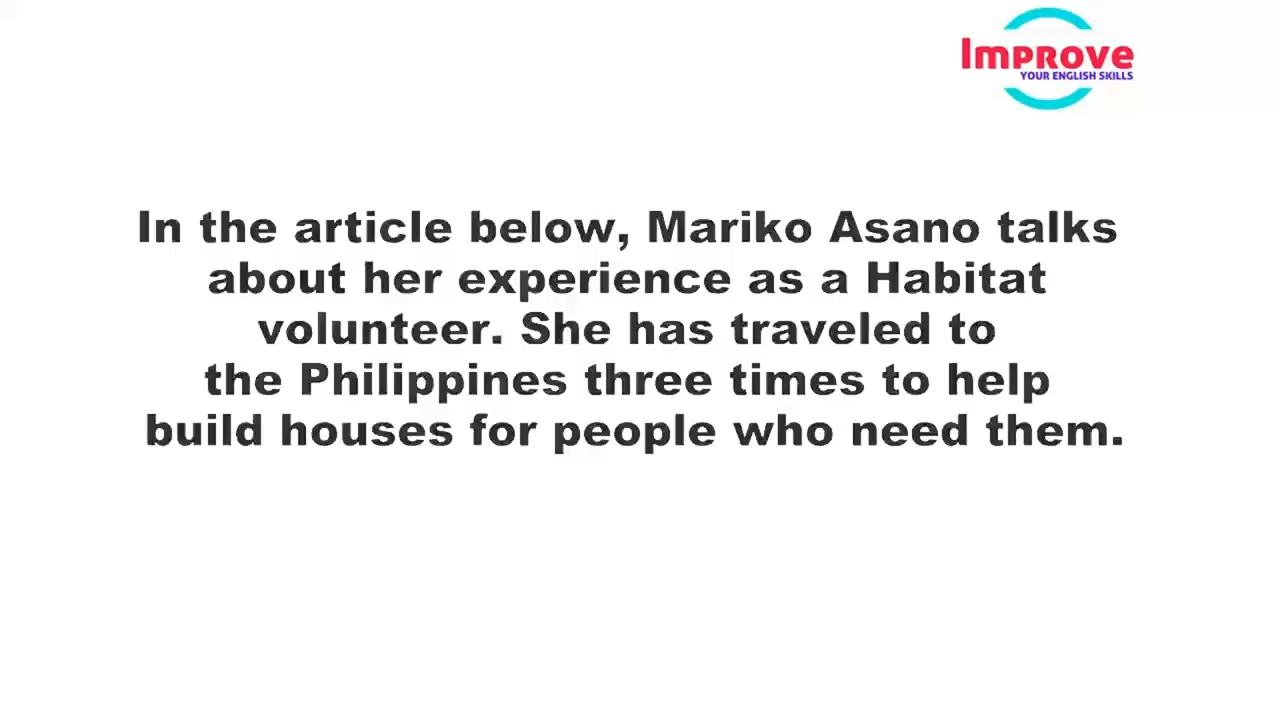 Improve
YOUR ENGLISH SKILLS
In the article below, Mariko Asano talks
about her experience as a Habitat
volunteer. She has traveled to
the Philippines three times to help
build houses for people who need them.